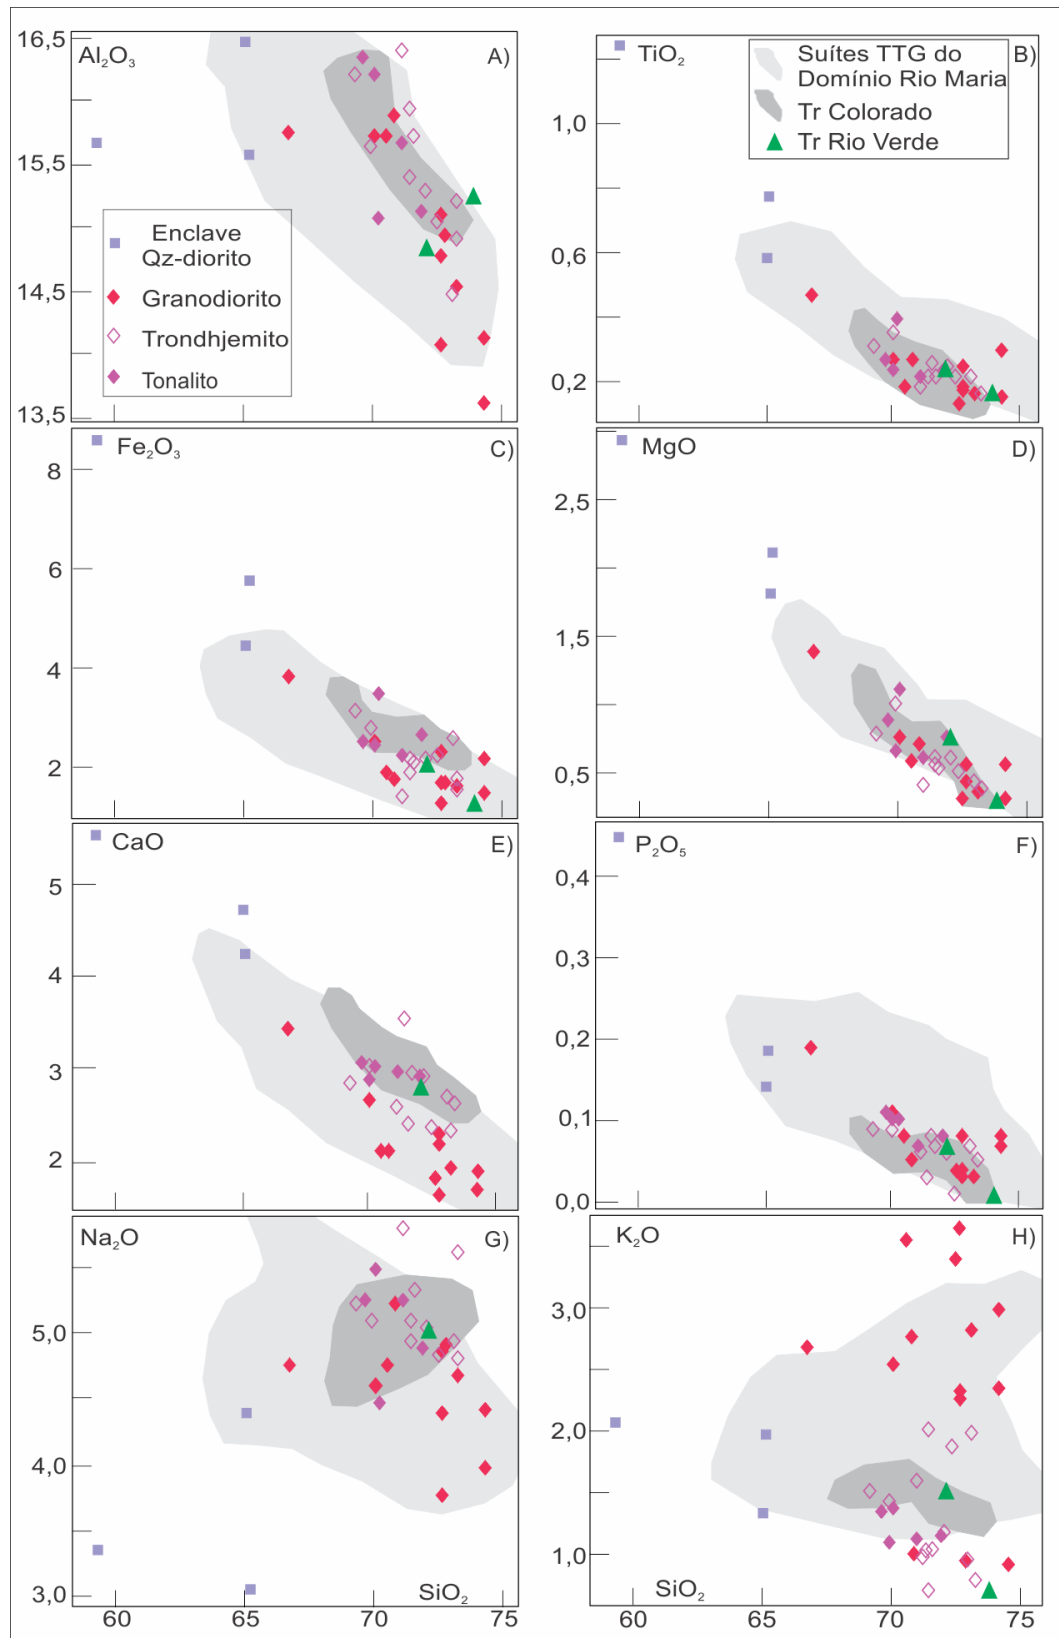 16,5
Al₂O₃
A)
15,5
14,5
13,5
Enclave
Qz-diorito
Granodiorito
Trondhjemito
Tonalito
TiO₂
B)
Suítes TTG do
Domínio Rio Maria
Tr Colorado
Tr Rio Verde
1,0
0,6
0,2
Fe₂O₃
C)
8
6
4
2
MgO
D)
2,5
1,5
0,5
CaO
E)
5
4
3
2
P₂O₅
F)
0,4
0,3
0,2
0,1
0,0
Na₂O
G)
5,0
4,0
3,0
SiO₂
60
65
70
75
K₂O
H)
3,0
2,0
1,0
SiO₂
60
65
70
75